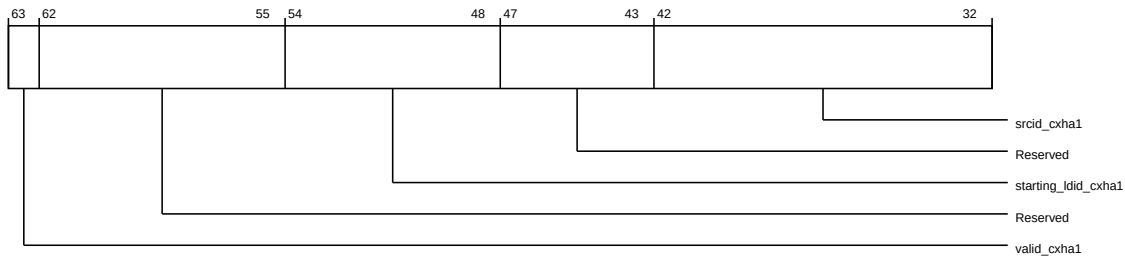 63 62 55 54 48 47 43 42 32
srcid_cxha1
Reserved
starting_ldid_cxha1
Reserved
valid_cxha1